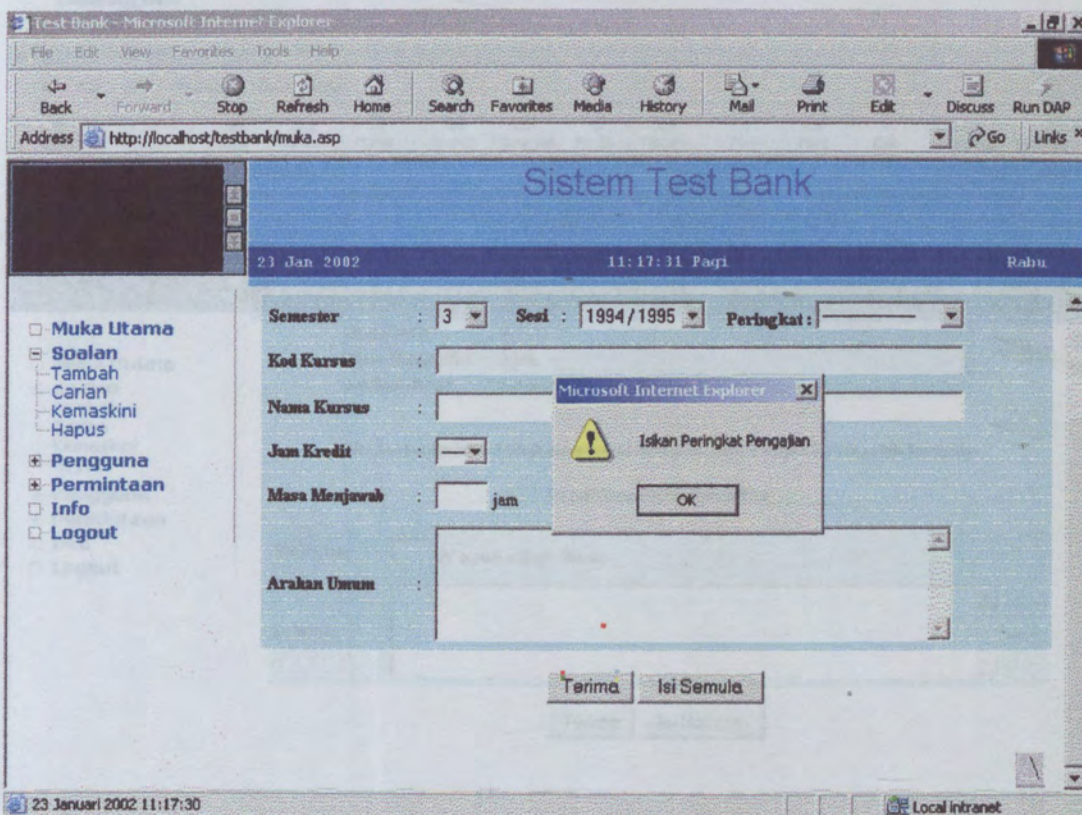 Test Bank - Microsoft Internet Explorer
File Edit View Favorites Tools Help
Back Forward Stop Refresh Home Search Favorites Media History Mail Print Edit Discuss Run DAP
Address http://localhost/testbank/muka.asp Go Links »
Sistem Test Bank
23 Jan 2002 11:17:31 Pagi Rabu
Muka Utama
Soalan
Tambah
Carian
Kemaskini
Hapus
Pengguna
Permintaan
Info
Logout
Semester : 3 Sesi : 1994/1995 Peringkat :
Kod Kursus :
Nama Kursus :
Jam Kredit :
Masa Menjawab : jam
Arahan Umum :
Microsoft Internet Explorer
Isikan Peringkat Pengajian
OK
Terima Isi Semula
23 Januari 2002 11:17:30 Local intranet